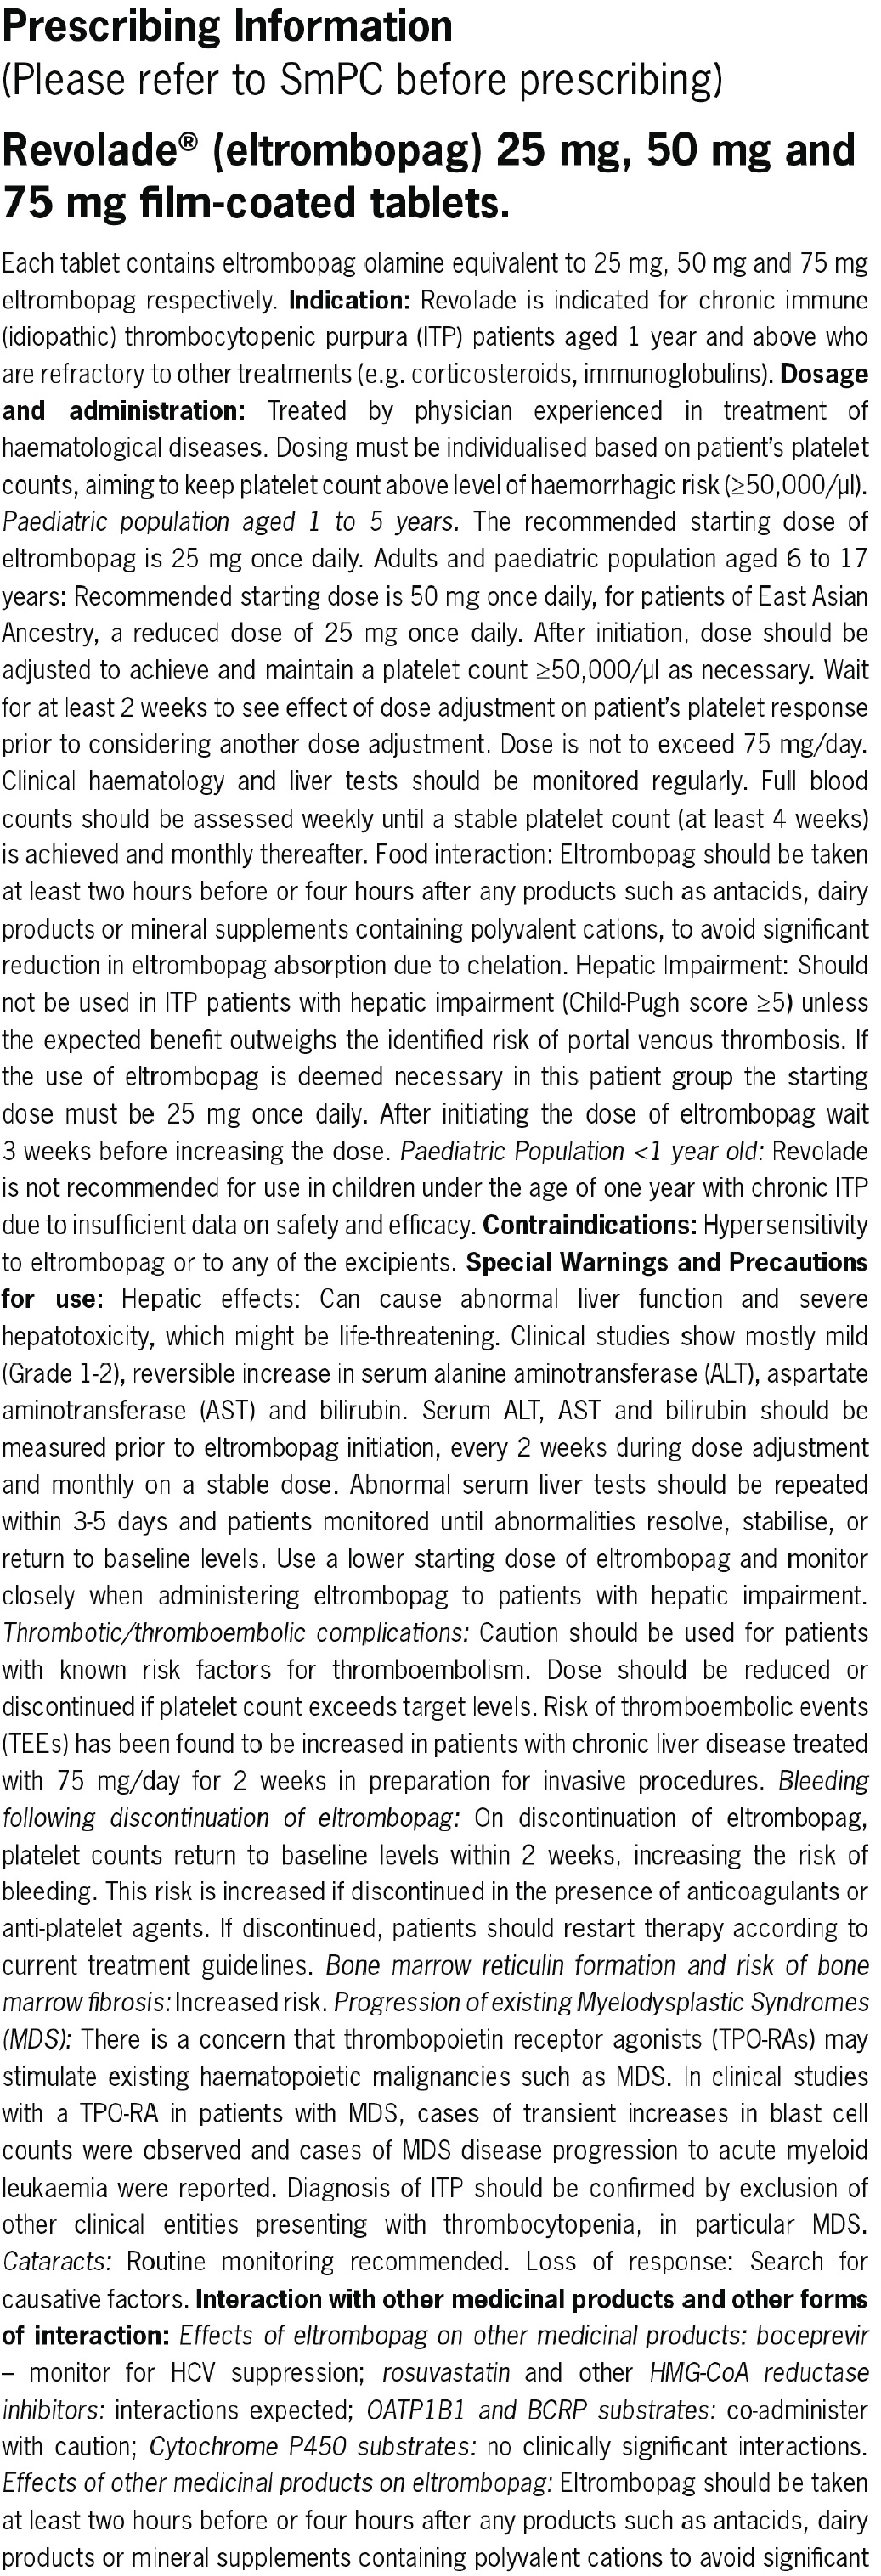 Prescribing Information
(Please refer to SmPC before prescribing)
Revolade® (eltrombopag) 25 mg, 50 mg and
75 mg film-coated tablets.
Each tablet contains eltrombopag olamine equivalent to 25 mg, 50 mg and 75 mg
eltrombopag respectively. Indication: Revolade is indicated for chronic immune
(idiopathic) thrombocytopenic purpura (ITP) patients aged 1 year and above who
are refractory to other treatments (e.g. corticosteroids, immunoglobulins). Dosage
and administration: Treated by physician experienced in treatment of
haematological diseases. Dosing must be individualised based on patient's platelet
counts, aiming to keep platelet count above level of haemorrhagic risk (≥50,000/µl).
Paediatric population aged 1 to 5 years. The recommended starting dose of
eltrombopag is 25 mg once daily. Adults and paediatric population aged 6 to 17
years: Recommended starting dose is 50 mg once daily, for patients of East Asian
Ancestry, a reduced dose of 25 mg once daily. After initiation, dose should be
adjusted to achieve and maintain a platelet count ≥50,000/µl as necessary. Wait
for at least 2 weeks to see effect of dose adjustment on patient's platelet response
prior to considering another dose adjustment. Dose is not to exceed 75 mg/day.
Clinical haematology and liver tests should be monitored regularly. Full blood
counts should be assessed weekly until a stable platelet count (at least 4 weeks)
is achieved and monthly thereafter. Food interaction: Eltrombopag should be taken
at least two hours before or four hours after any products such as antacids, dairy
products or mineral supplements containing polyvalent cations, to avoid significant
reduction in eltrombopag absorption due to chelation. Hepatic Impairment: Should
not be used in ITP patients with hepatic impairment (Child-Pugh score ≥5) unless
the expected benefit outweighs the identified risk of portal venous thrombosis. If
the use of eltrombopag is deemed necessary in this patient group the starting
dose must be 25 mg once daily. After initiating the dose of eltrombopag wait
3 weeks before increasing the dose. Paediatric Population <1 year old: Revolade
is not recommended for use in children under the age of one year with chronic ITP
due to insufficient data on safety and efficacy. Contraindications: Hypersensitivity
to eltrombopag or to any of the excipients. Special Warnings and Precautions
for use: Hepatic effects: Can cause abnormal liver function and severe
hepatotoxicity, which might be life-threatening. Clinical studies show mostly mild
(Grade 1-2), reversible increase in serum alanine aminotransferase (ALT), aspartate
aminotransferase (AST) and bilirubin. Serum ALT, AST and bilirubin should be
measured prior to eltrombopag initiation, every 2 weeks during dose adjustment
and monthly on a stable dose. Abnormal serum liver tests should be repeated
within 3-5 days and patients monitored until abnormalities resolve, stabilise, or
return to baseline levels. Use a lower starting dose of eltrombopag and monitor
closely when administering eltrombopag to patients with hepatic impairment.
Thrombotic/thromboembolic complications: Caution should be used for patients
with known risk factors for thromboembolism. Dose should be reduced or
discontinued if platelet count exceeds target levels. Risk of thromboembolic events
(TEEs) has been found to be increased in patients with chronic liver disease treated
with 75 mg/day for 2 weeks in preparation for invasive procedures. Bleeding
following discontinuation of eltrombopag: On discontinuation of eltrombopag,
platelet counts return to baseline levels within 2 weeks, increasing the risk of
bleeding. This risk is increased if discontinued in the presence of anticoagulants or
anti-platelet agents. If discontinued, patients should restart therapy according to
current treatment guidelines. Bone marrow reticulin formation and risk of bone
marrow fibrosis: Increased risk. Progression of existing Myelodysplastic Syndromes
(MDS): There is a concern that thrombopoietin receptor agonists (TPO-RAs) may
stimulate existing haematopoietic malignancies such as MDS. In clinical studies
with a TPO-RA in patients with MDS, cases of transient increases in blast cell
counts were observed and cases of MDS disease progression to acute myeloid
leukaemia were reported. Diagnosis of ITP should be confirmed by exclusion of
other clinical entities presenting with thrombocytopenia, in particular MDS.
Cataracts: Routine monitoring recommended. Loss of response: Search for
causative factors. Interaction with other medicinal products and other forms
of interaction: Effects of eltrombopag on other medicinal products: boceprevir
– monitor for HCV suppression; rosuvastatin and other HMG-CoA reductase
inhibitors: interactions expected; OATP1B1 and BCRP substrates: co-administer
with caution; Cytochrome P450 substrates: no clinically significant interactions.
Effects of other medicinal products on eltrombopag: Eltrombopag should be taken
at least two hours before or four hours after any products such as antacids, dairy
products or mineral supplements containing polyvalent cations to avoid significant